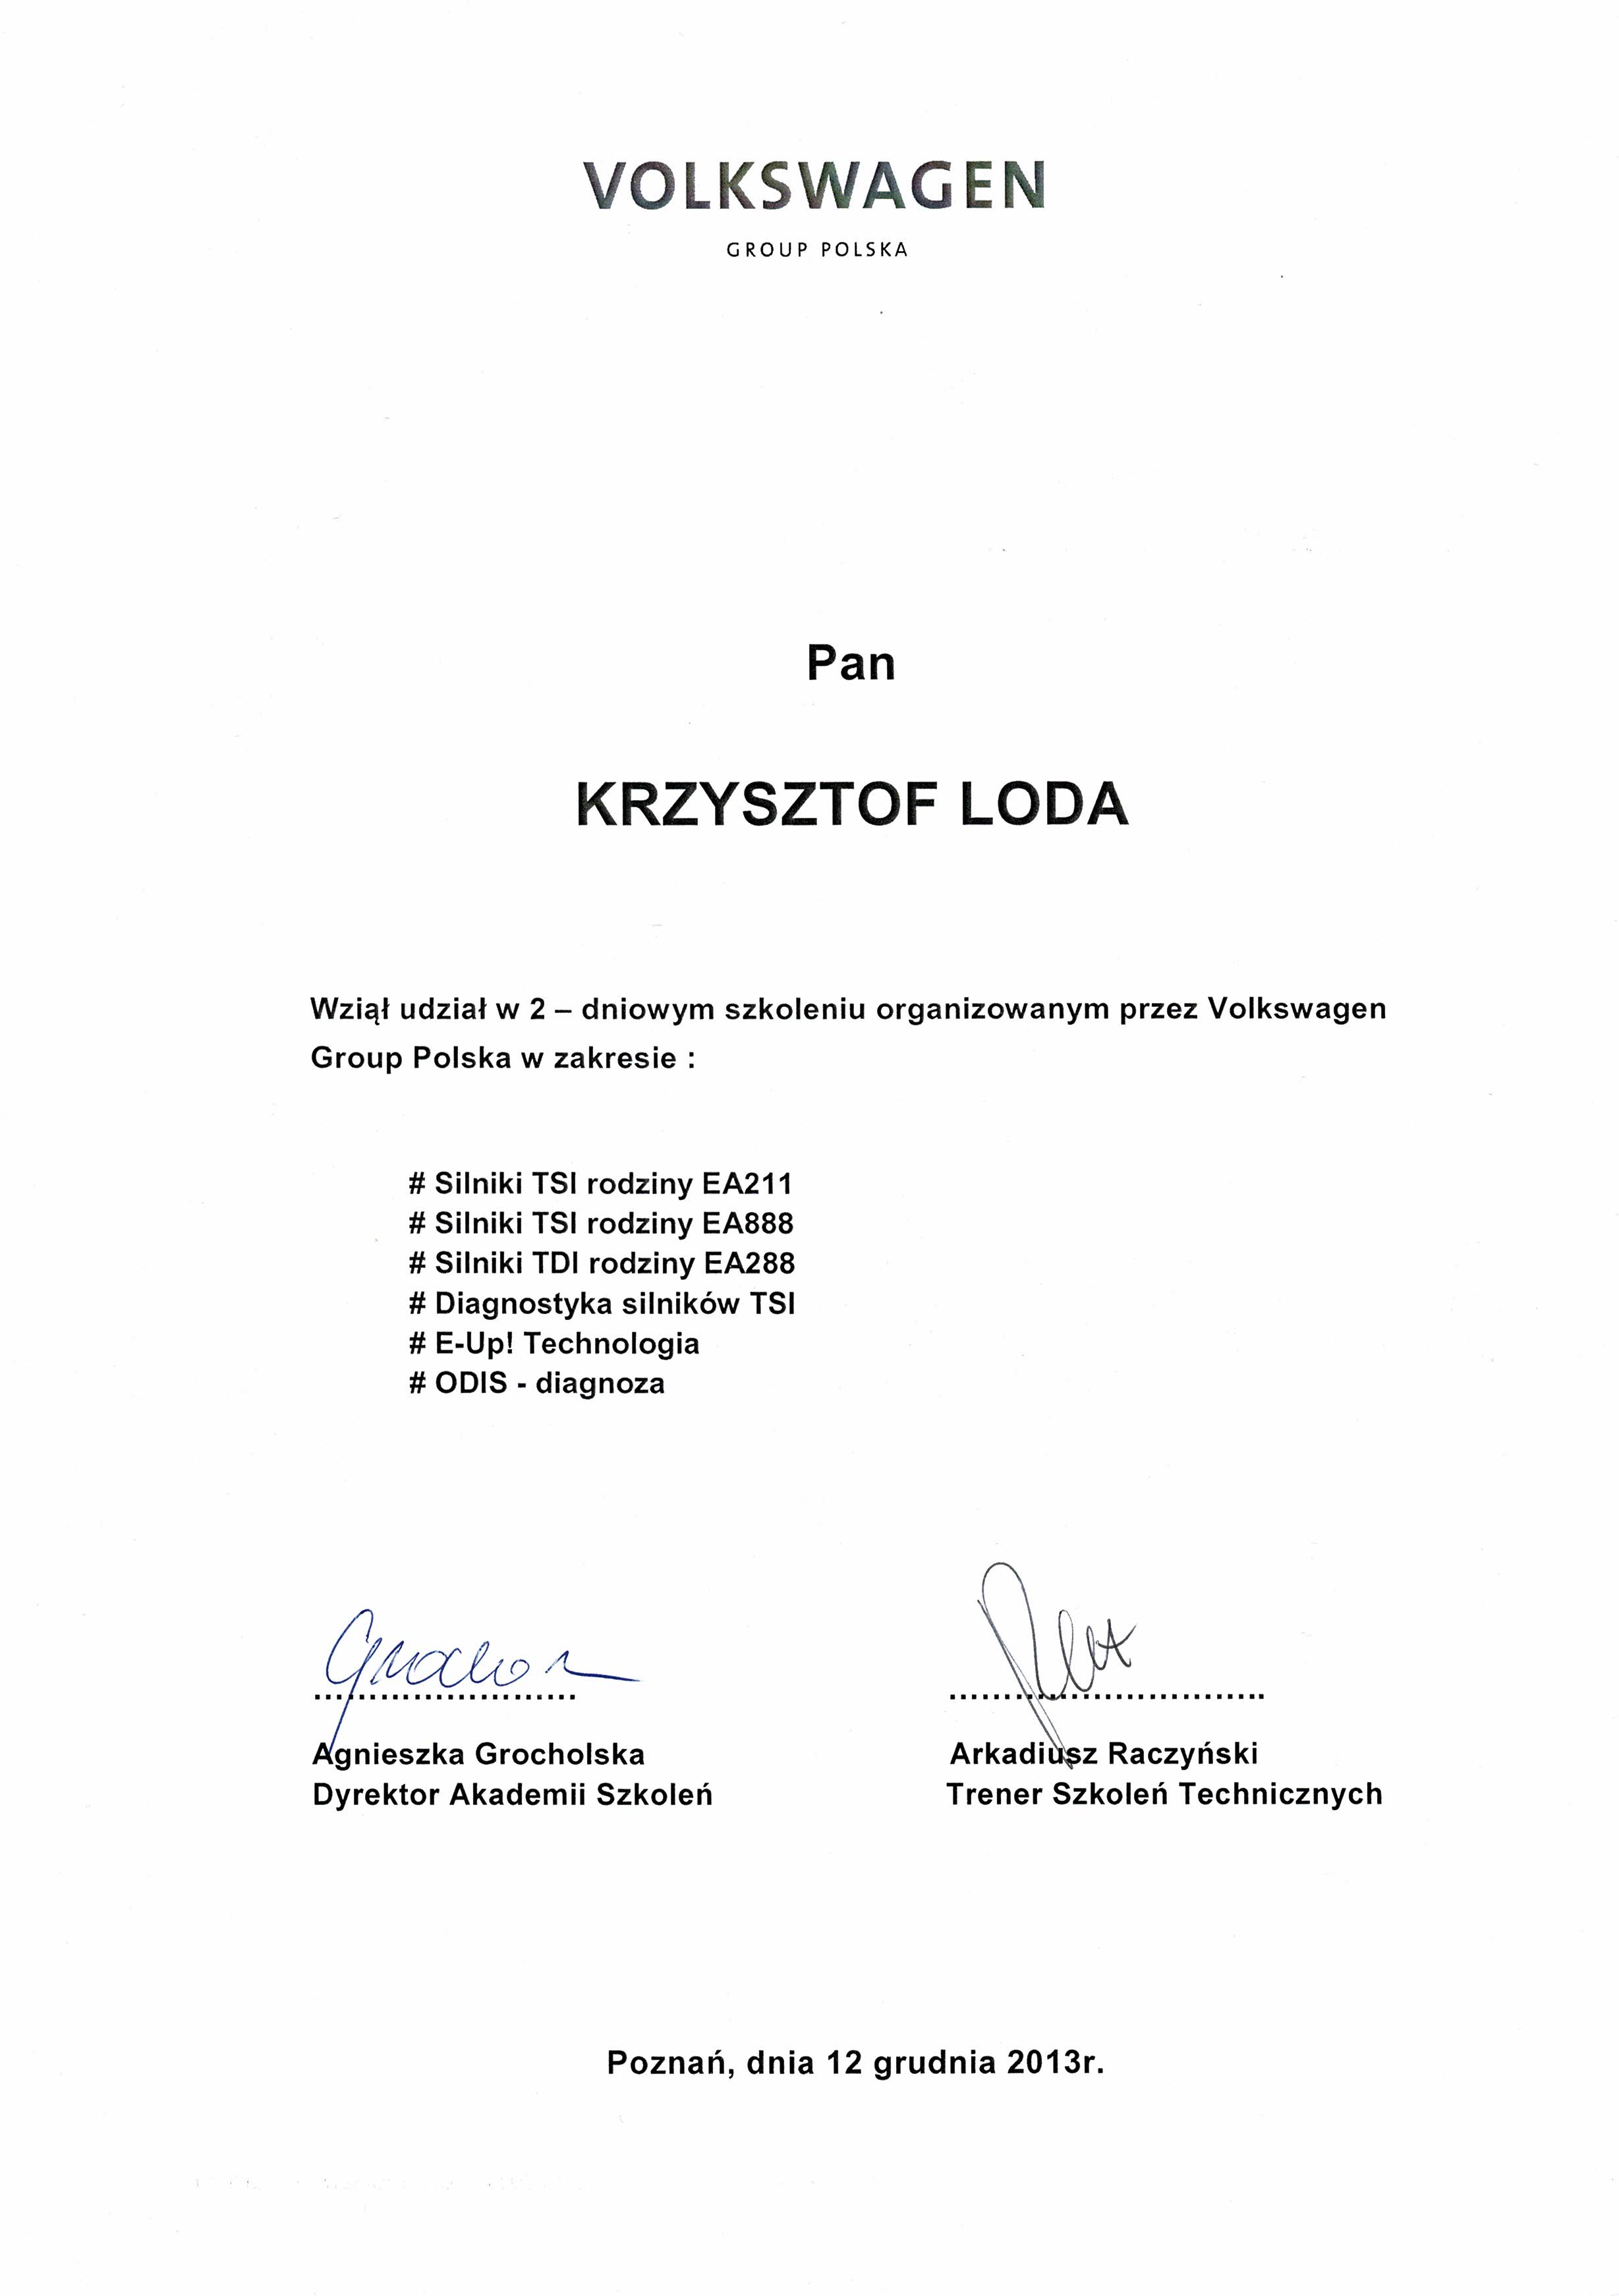 VOLKSWAGEN
GROUP POLSKA
Pan
KRZYSZTOF LODA
Wziął udział w 2 – dniowym szkoleniu organizowanym przez Volkswagen
Group Polska w zakresie :
# Silniki TSI rodziny EA211
# Silniki TSI rodziny EA888
# Silniki TDI rodziny EA288
# Diagnostyka silników TSI
# E-Up! Technologia
# ODIS - diagnoza
Agnieszka Grocholska
Dyrektor Akademii Szkoleń
Arkadiusz Raczyński
Trener Szkoleń Technicznych
Poznań, dnia 12 grudnia 2013r.